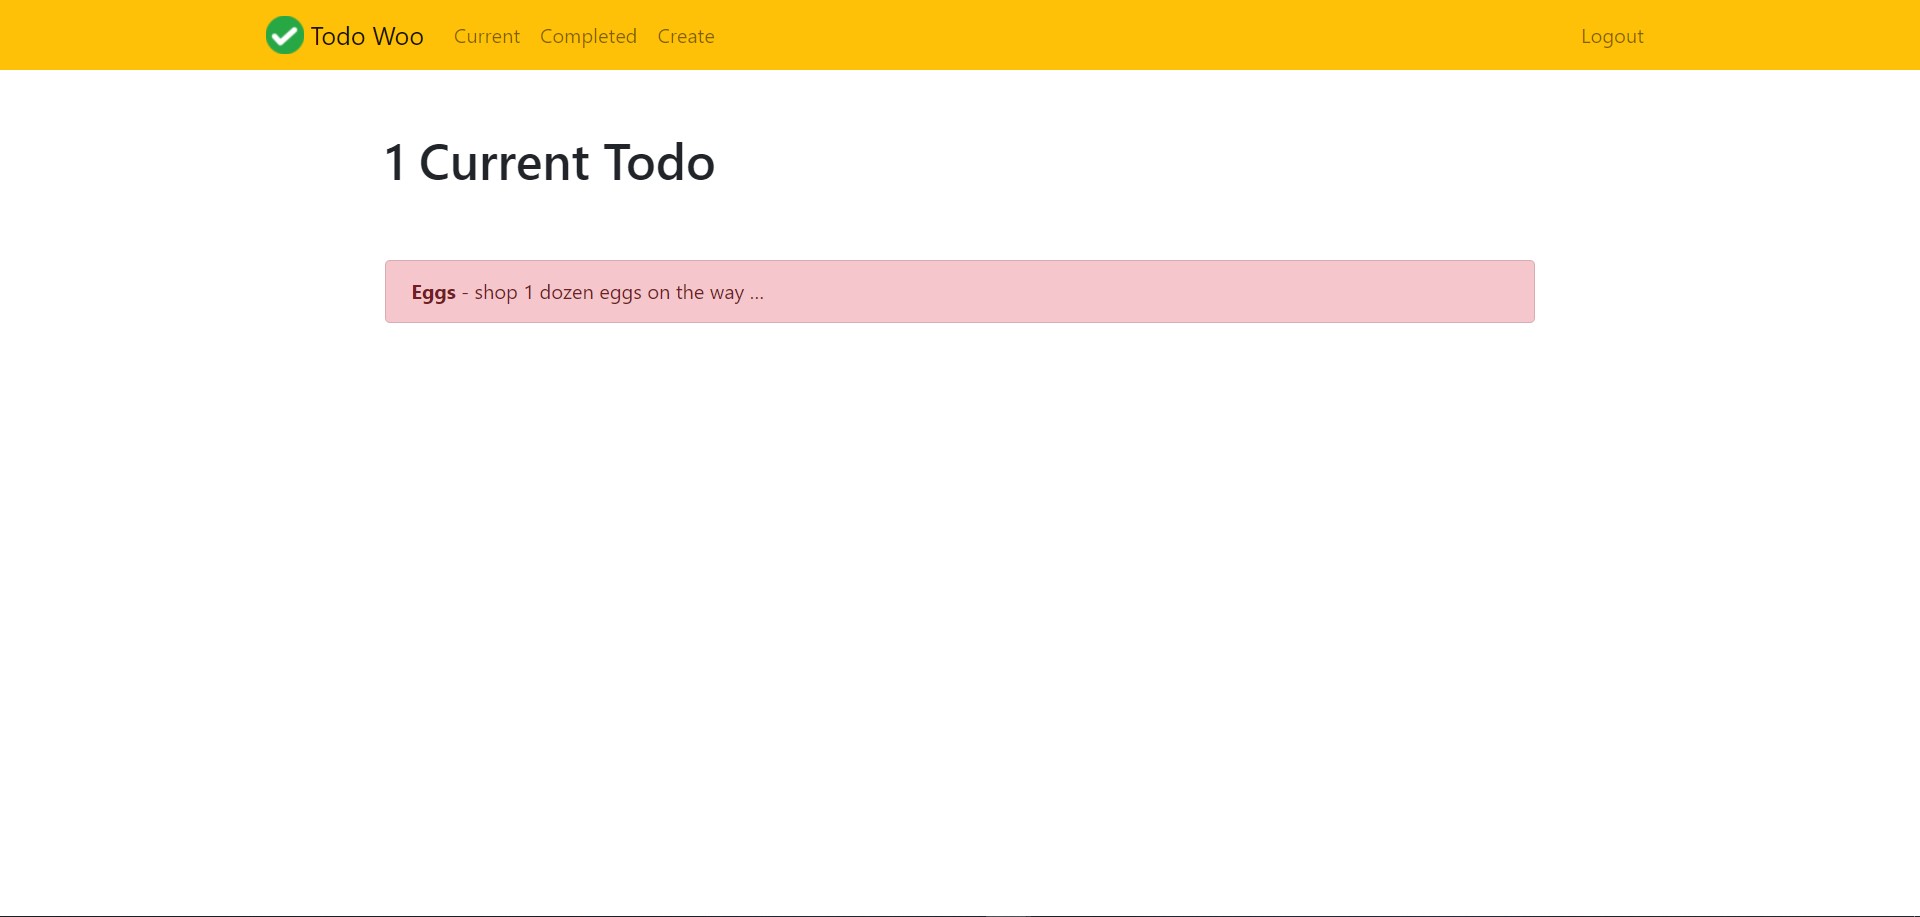 Todo Woo Current Completed Create Logout
1 Current Todo
Eggs - shop 1 dozen eggs on the way ...